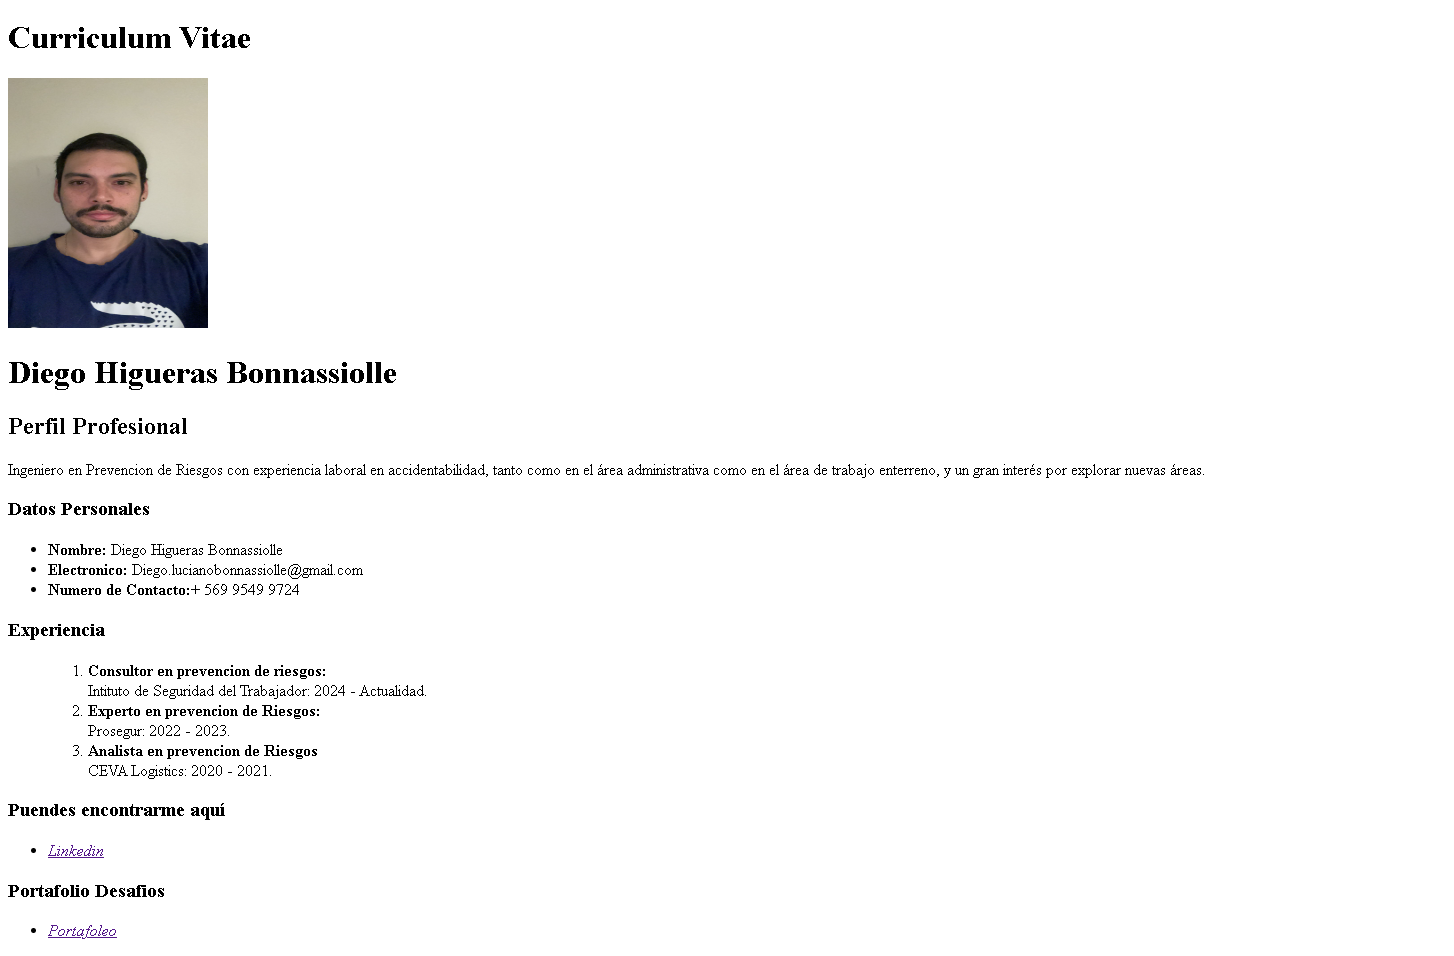 Curriculum Vitae
Diego Higueras Bonnassiolle
Perfil Profesional
Ingeniero en Prevencion de Riesgos con experiencia laboral en accidentabilidad, tanto como en el área administrativa como en el área de trabajo enterreno, y un gran interés por explorar nuevas áreas.
Datos Personales
• Nombre: Diego Higueras Bonnassiolle
• Electronico: Diego.lucianobonnassiolle@gmail.com
• Numero de Contacto:+ 569 9549 9724
Experiencia
1. Consultor en prevencion de riesgos:
Intituto de Seguridad del Trabajador: 2024 - Actualidad.
2. Experto en prevencion de Riesgos:
Prosegur: 2022 - 2023.
3. Analista en prevencion de Riesgos
CEVA Logistics: 2020 - 2021.
Puendes encontrarme aquí
• Linkedin
Portafolio Desafios
• Portafoleo